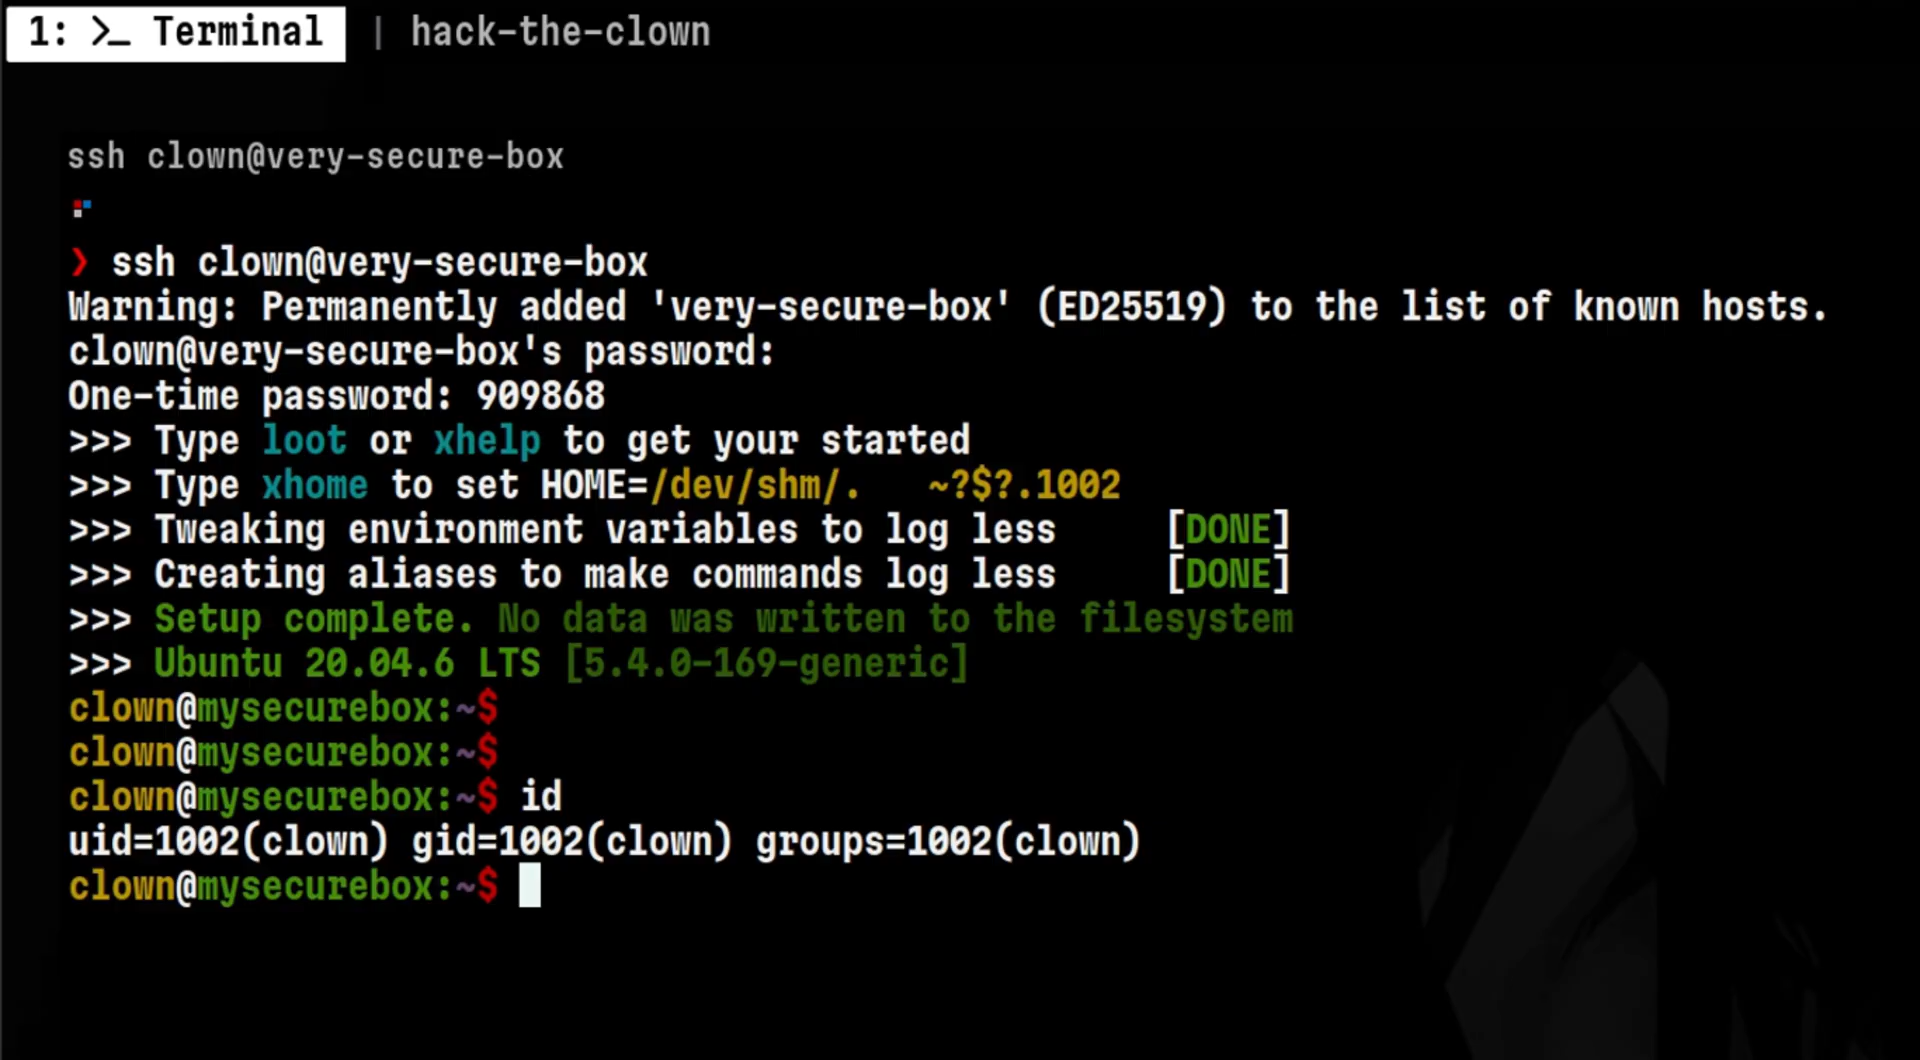 1: >_ Terminal | hack-the-clown
ssh clown@very-secure-box
❯ ssh clown@very-secure-box
Warning: Permanently added 'very-secure-box' (ED25519) to the list of known hosts.
clown@very-secure-box's password:
One-time password: 909868
>>> Type loot or xhelp to get your started
>>> Type xhome to set HOME=/dev/shm/.   ~?$?.1002
>>> Tweaking environment variables to log less     [DONE]
>>> Creating aliases to make commands log less     [DONE]
>>> Setup complete. No data was written to the filesystem
>>> Ubuntu 20.04.6 LTS [5.4.0-169-generic]
clown@mysecurebox:~$
clown@mysecurebox:~$
clown@mysecurebox:~$ id
uid=1002(clown) gid=1002(clown) groups=1002(clown)
clown@mysecurebox:~$